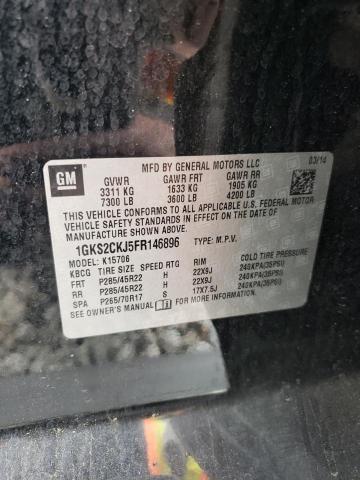 GM
MFD BY GENERAL MOTORS LLC
03/14
GVWR GAWR FRT GAWR RR
3311 KG 1633 KG 1905 KG
7300 LB 3600 LB 4200 LB
THIS VEHICLE CONFORMS TO ALL APPLICABLE U.S. FEDERAL MOTOR
VEHICLE SAFETY STANDARDS IN EFFECT ON THE DATE OF
MANUFACTURE SHOWN ABOVE.
1GKS2CKJ5FR146896 TYPE: M.P.V.
MODEL: K15706
KBCG TIRE SIZE SPEED RTG RIM COLD TIRE PRESSURE
FRT P285/45R22 H 22X9J 240KPA(35PSI)
RR P285/45R22 H 22X9J 240KPA(35PSI)
SPA P265/70R17 S 17X7.5J 240KPA(35PSI)
SEE OWNER'S MANUAL FOR ADDITIONAL INFORMATION.